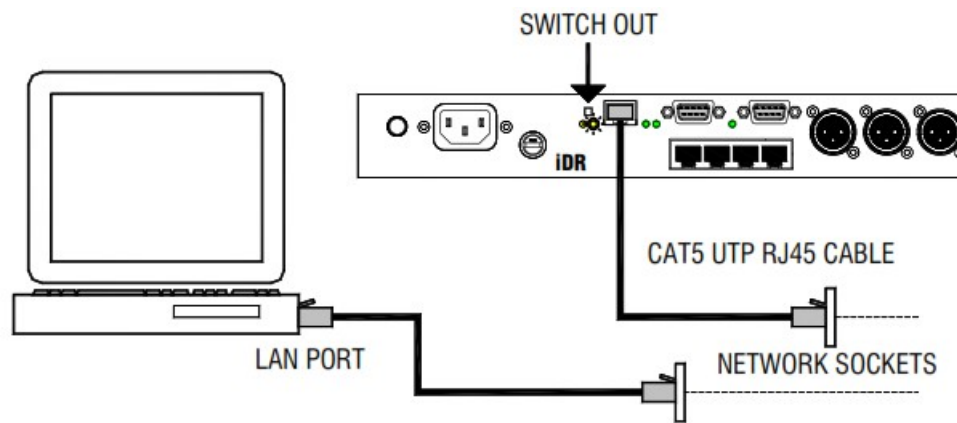 SWITCH OUT
iDR
CAT5 UTP RJ45 CABLE
LAN PORT
NETWORK SOCKETS